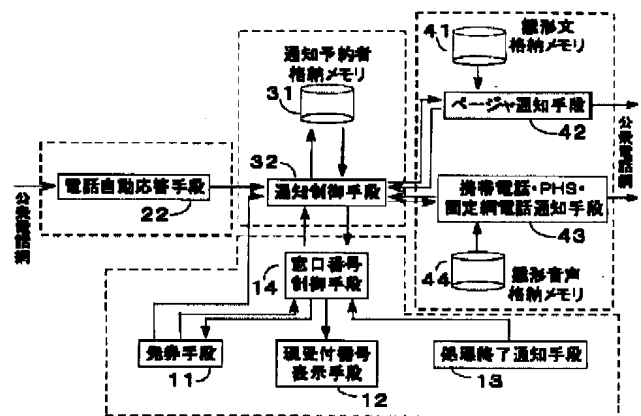 通知予約者
格納メモリ
31
雛形文
格納メモリ
41
ページャ通知手段
42
公衆電話網
32
通知制御手段
公衆電話網
電話自動応答手段
22
携帯電話・PHS・
固定網電話通知手段
43
窓口番号
制御手段
14
44
雛形音声
格納メモリ
発券手段
11
現受付番号
表示手段
12
処理終了通知手段
13